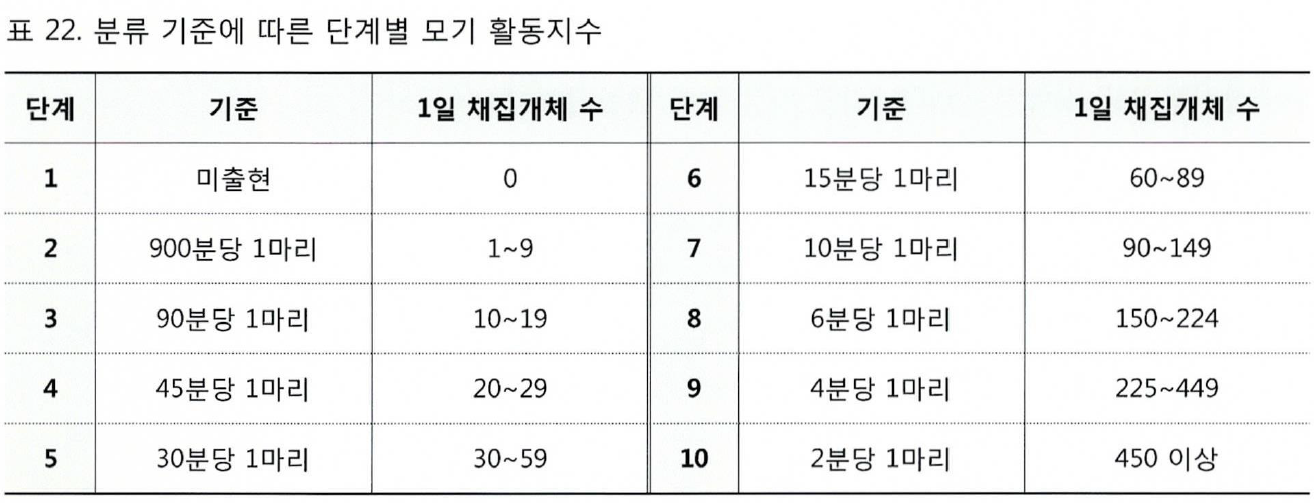 표 22. 분류 기준에 따른 단계별 모기 활동지수
단계 기준 1일 채집개체 수 단계 기준 1일 채집개체 수
1 미출현 0 6 15분당 1마리 60~89
2 900분당 1마리 1~9 7 10분당 1마리 90~149
3 90분당 1마리 10~19 8 6분당 1마리 150~224
4 45분당 1마리 20~29 9 4분당 1마리 225~449
5 30분당 1마리 30~59 10 2분당 1마리 450 이상